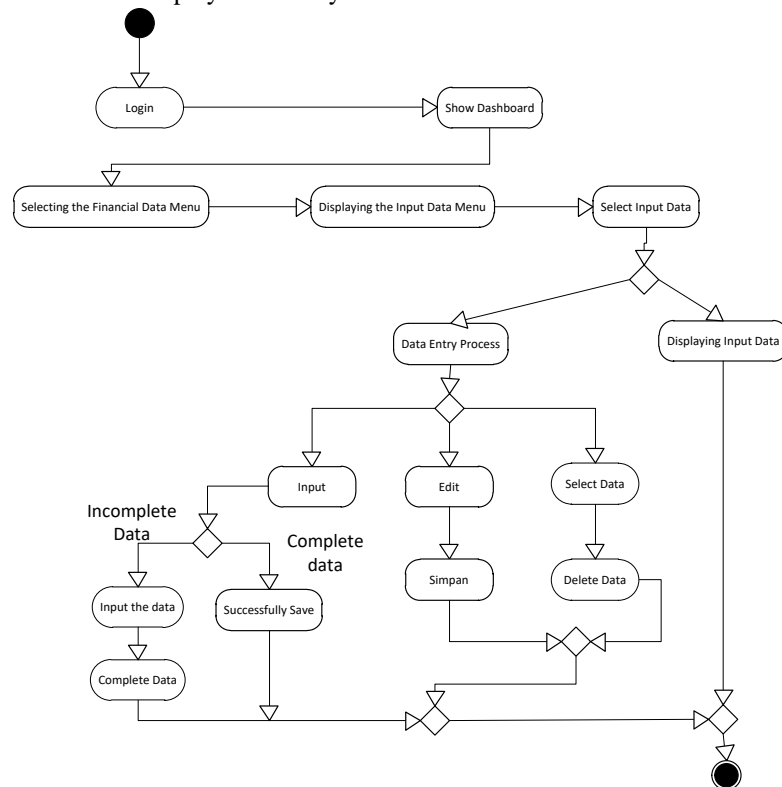 Login
Show Dashboard
Selecting the Financial Data Menu
Displaying the Input Data Menu
Select Input Data
Data Entry Process
Displaying Input Data
Input
Edit
Select Data
Incomplete
Data
Complete
data
Input the data
Successfully Save
Simpan
Delete Data
Complete Data